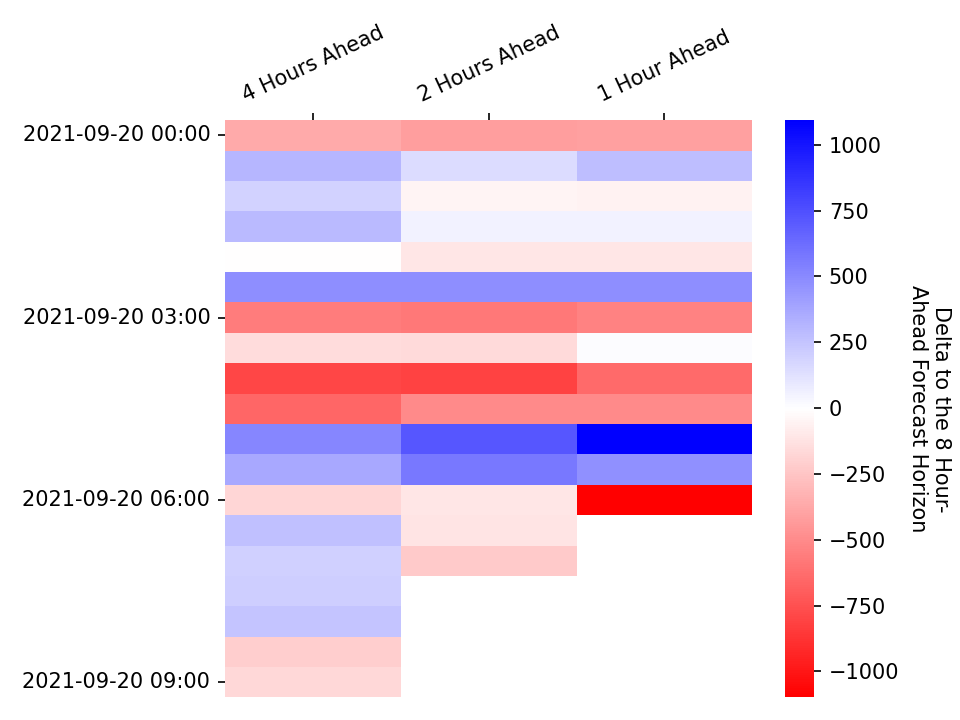 4 Hours Ahead
2 Hours Ahead
1 Hour Ahead
2021-09-20 00:00
2021-09-20 03:00
2021-09-20 06:00
2021-09-20 09:00
1000
750
500
250
0
−250
−500
−750
−1000
Delta to the 8 Hour-
Ahead Forecast Horizon